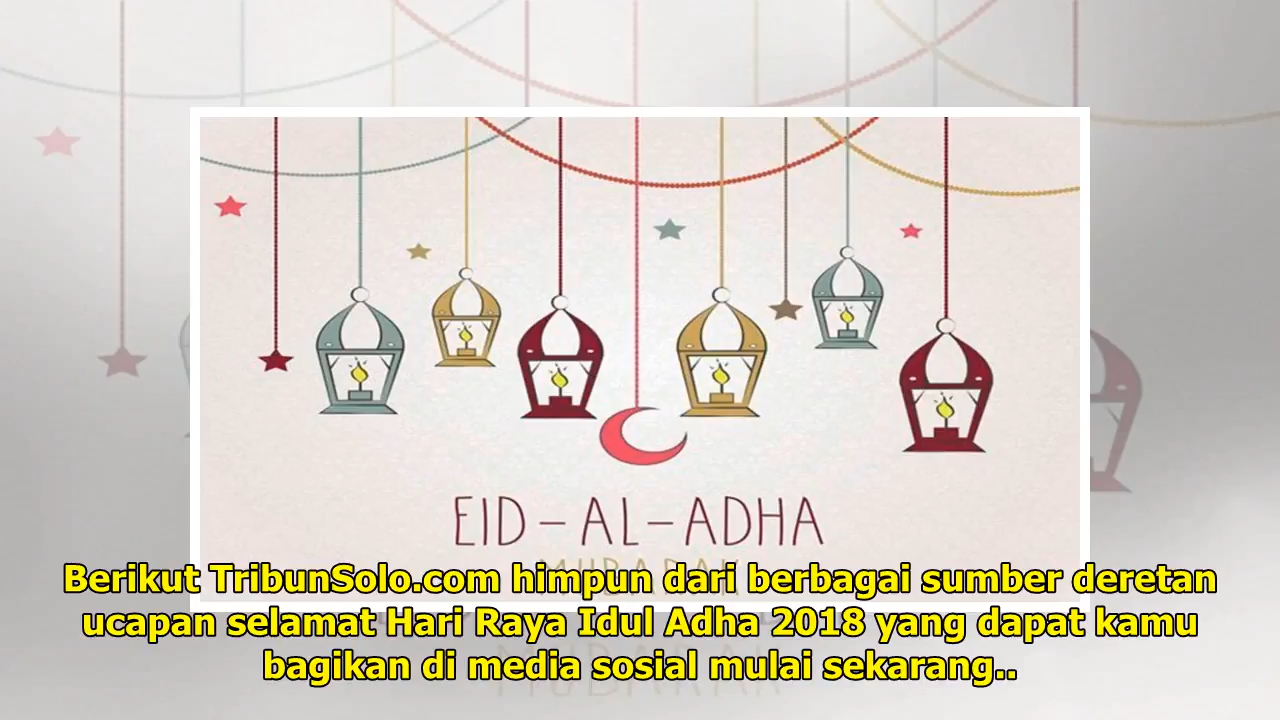 EID-AL-ADHA
MUBARAK
Berikut TribunSolo.com himpun dari berbagai sumber deretan
ucapan selamat Hari Raya Idul Adha 2018 yang dapat kamu
bagikan di media sosial mulai sekarang..